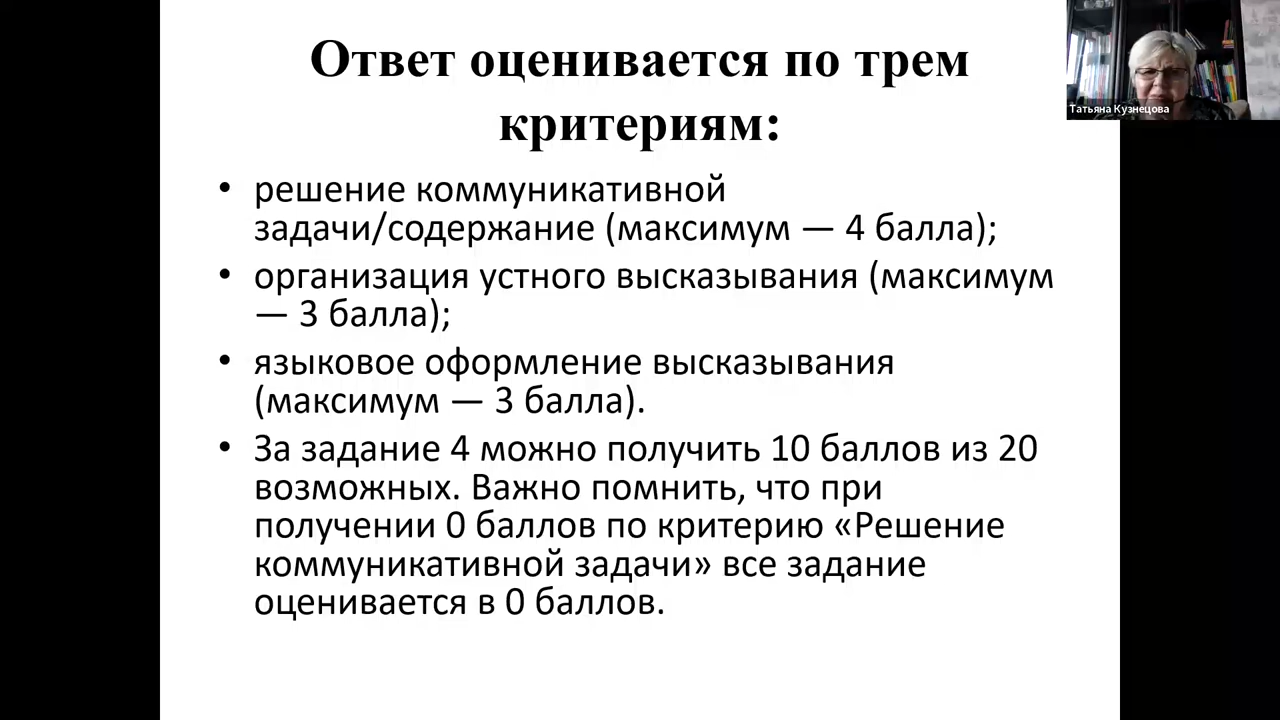 Ответ оценивается по трем
критериям:
Татьяна Кузнецова
• решение коммуникативной
задачи/содержание (максимум — 4 балла);
• организация устного высказывания (максимум
— 3 балла);
• языковое оформление высказывания
(максимум — 3 балла).
• За задание 4 можно получить 10 баллов из 20
возможных. Важно помнить, что при
получении 0 баллов по критерию «Решение
коммуникативной задачи» все задание
оценивается в 0 баллов.